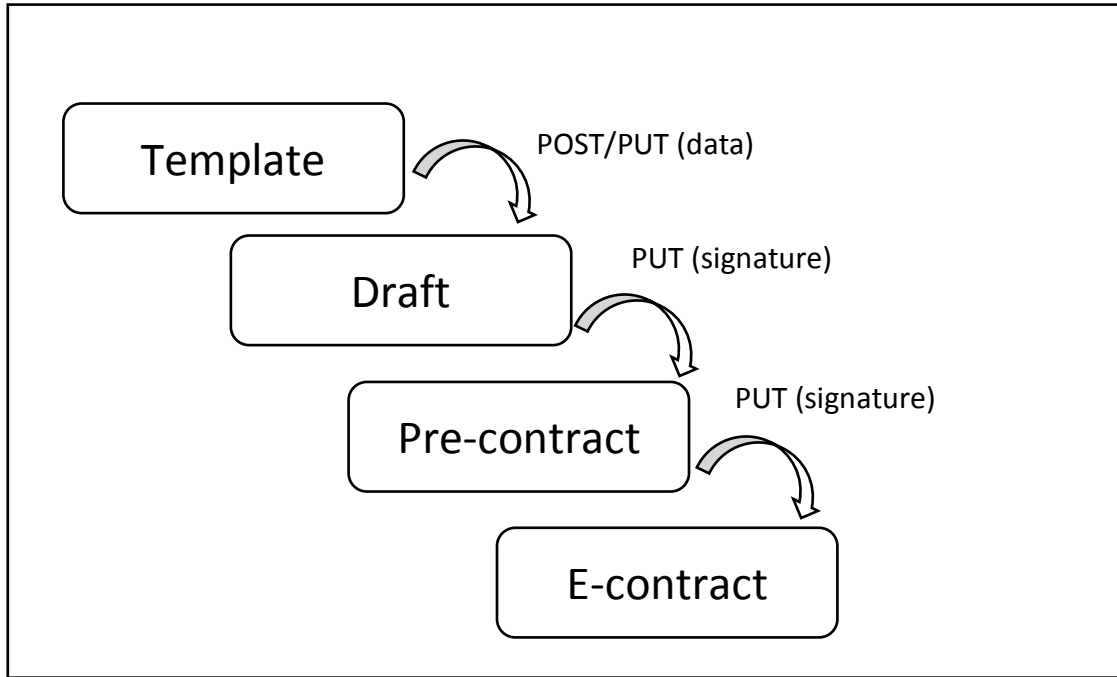 Template
POST/PUT (data)
Draft
PUT (signature)
Pre-contract
PUT (signature)
E-contract